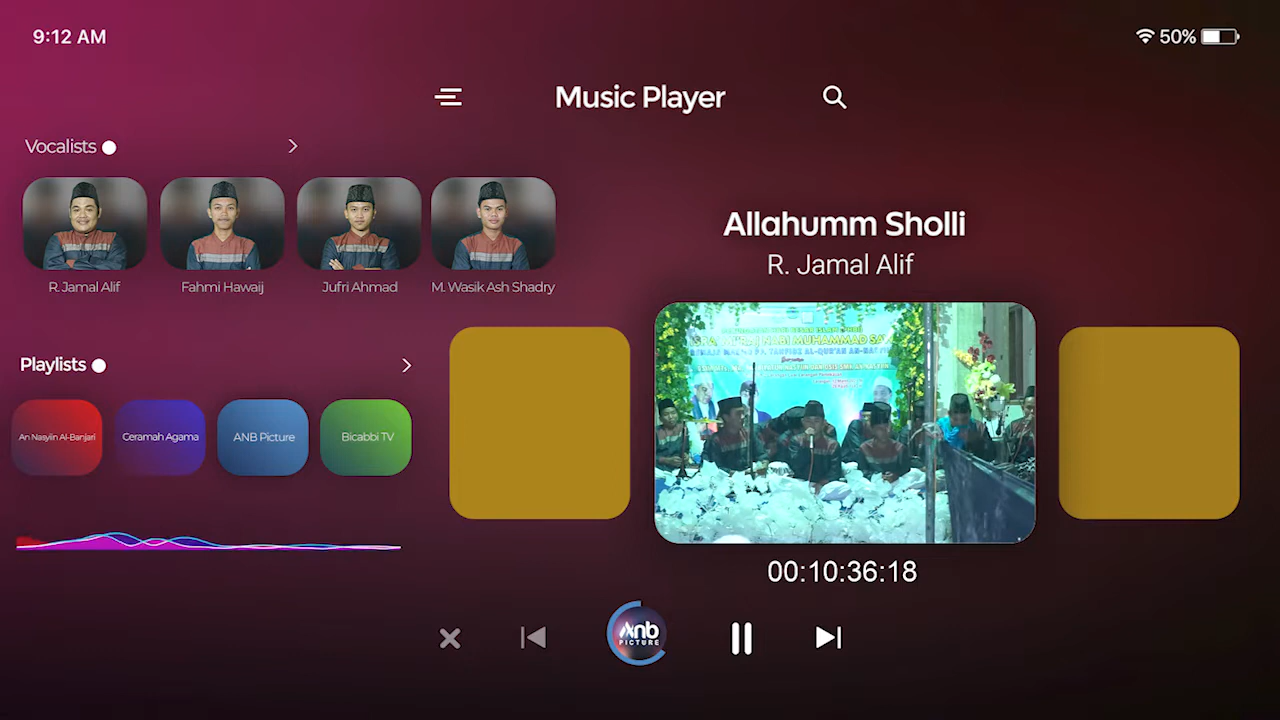 9:12 AM
50%
Music Player
Vocalists
R. Jamal Alif
Fahmi Hawaij
Jufri Ahmad
M. Wasik Ash Shadry
Allahumm Sholli
R. Jamal Alif
Playlists
An Nasyiin Al-Banjari
Ceramah Agama
ANB Picture
Bicabbi TV
NABI MUHAMMAD
00:10:36:18
Anb
PICTURE